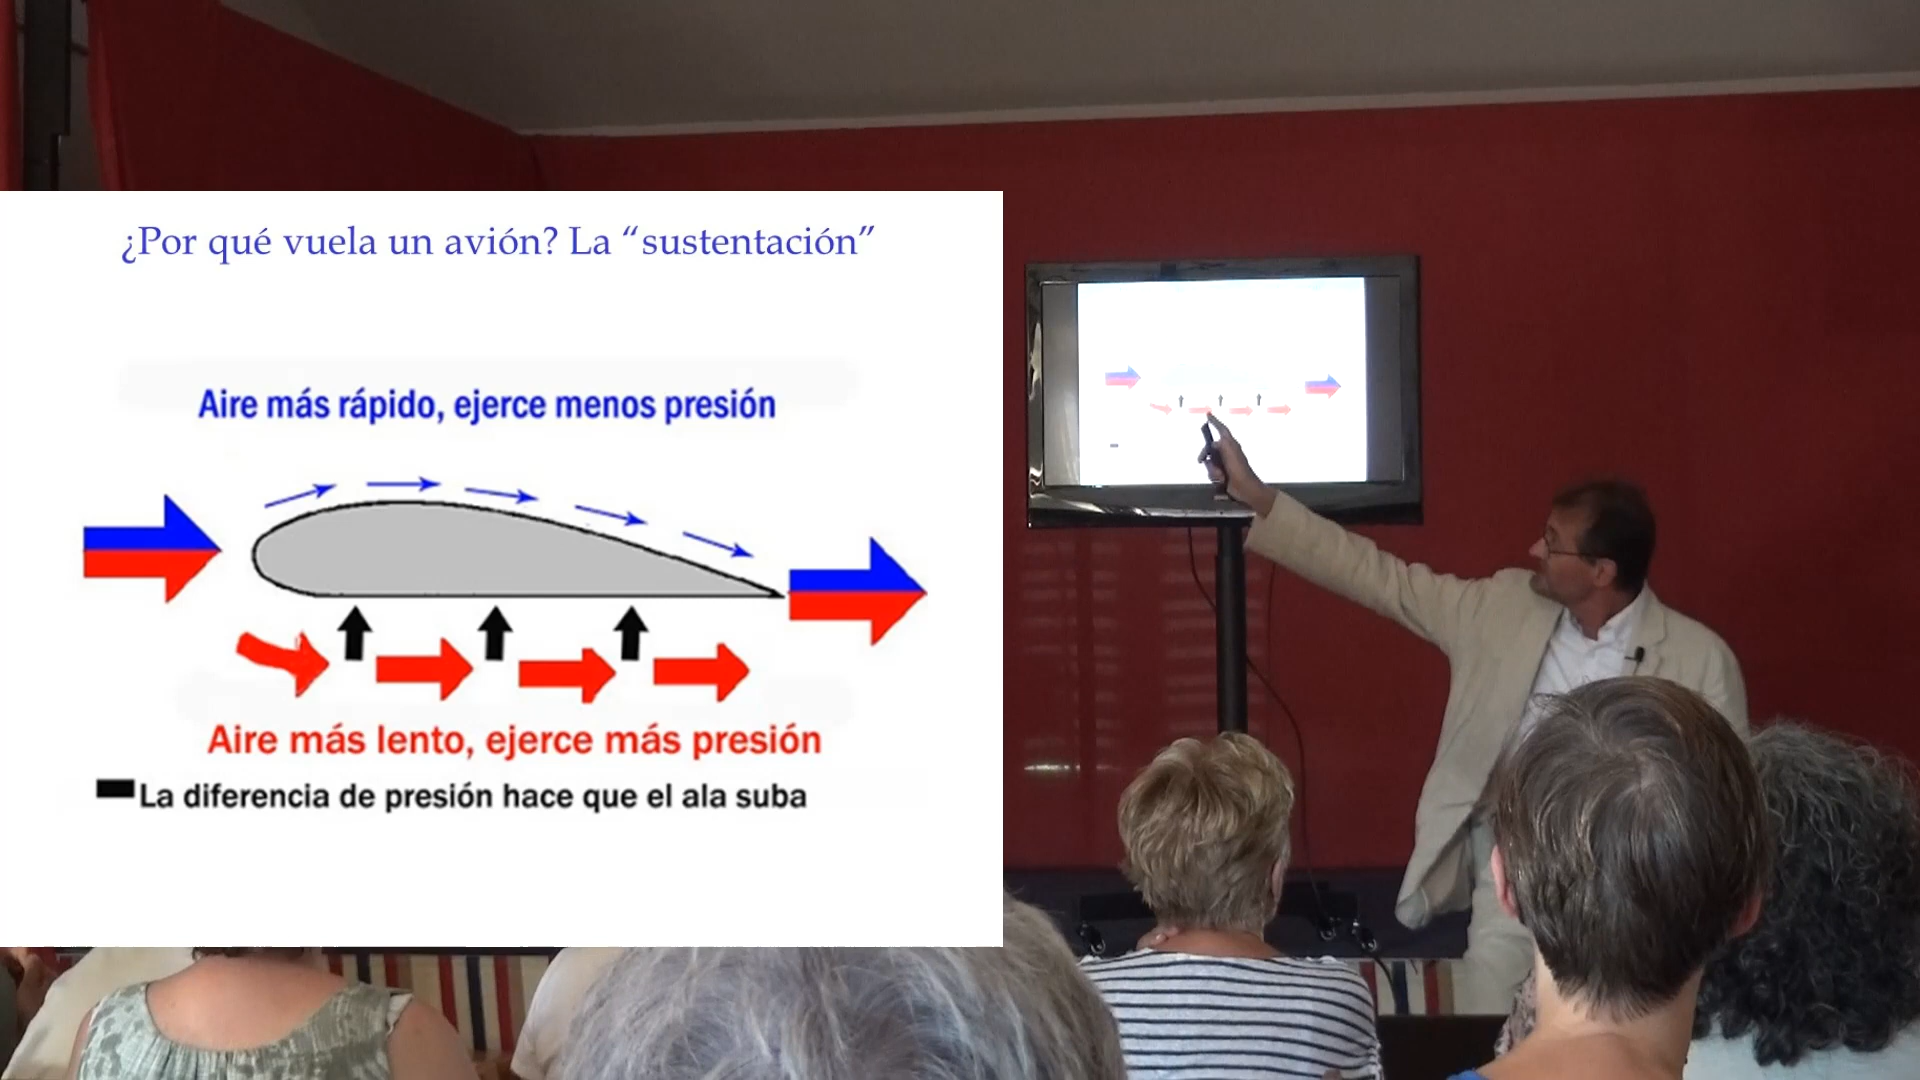 ¿Por qué vuela un avión? La “sustentación”
Aire más rápido, ejerce menos presión
Aire más lento, ejerce más presión
La diferencia de presión hace que el ala suba